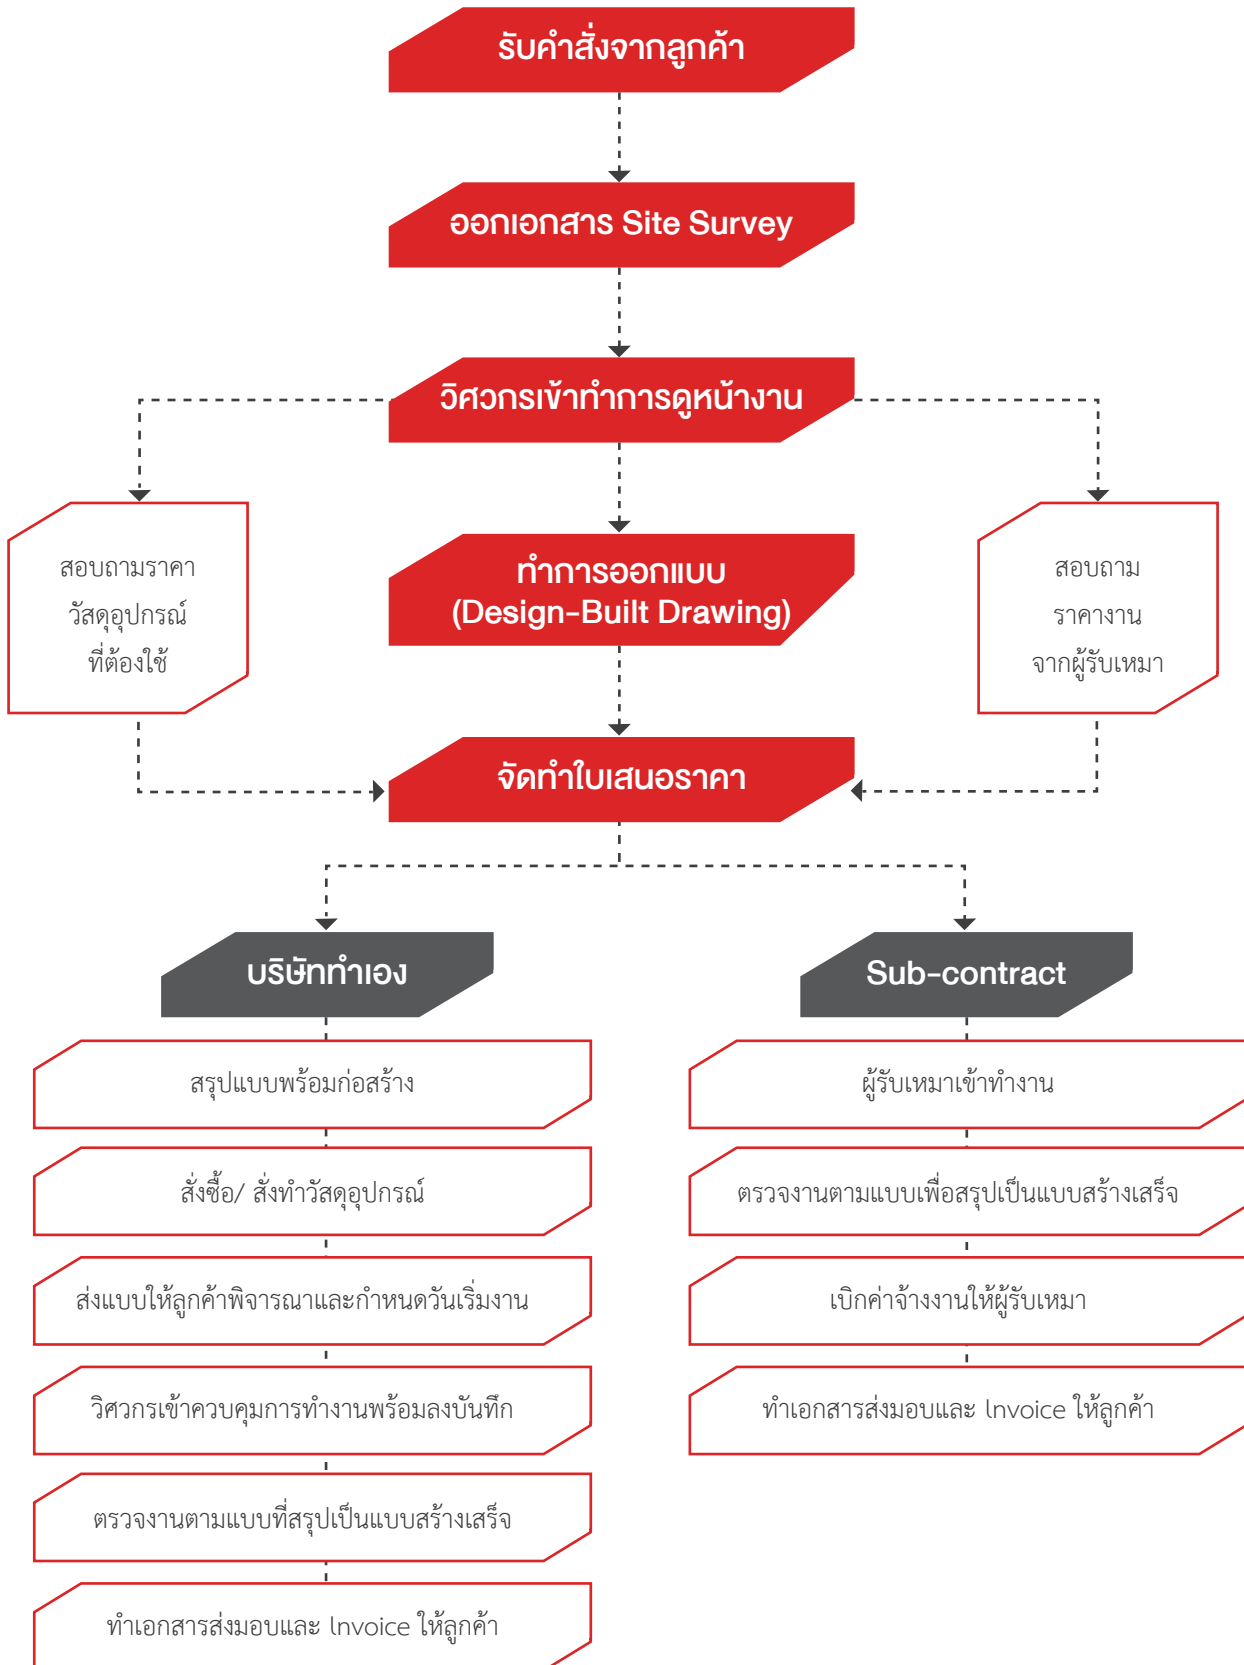 รับคำสั่งจากลูกค้า
ออกเอกสาร Site Survey
วิศวกรเข้าทำการดูหน้างาน
สอบถามราคา
วัสดุอุปกรณ์
ที่ต้องใช้
ทำการออกแบบ
(Design-Built Drawing)
สอบถาม
ราคางาน
จากผู้รับเหมา
จัดทำใบเสนอราคา
บริษัททำเอง
สรุปแบบพร้อมก่อสร้าง
สั่งซื้อ/ สั่งทำวัสดุอุปกรณ์
ส่งแบบให้ลูกค้าพิจารณาและกำหนดวันเริ่มงาน
วิศวกรเข้าควบคุมการทำงานพร้อมลงบันทึก
ตรวจงานตามแบบที่สรุปเป็นแบบสร้างเสร็จ
ทำเอกสารส่งมอบและ Invoice ให้ลูกค้า
Sub-contract
ผู้รับเหมาเข้าทำงาน
ตรวจงานตามแบบเพื่อสรุปเป็นแบบสร้างเสร็จ
เบิกค่าจ้างงานให้ผู้รับเหมา
ทำเอกสารส่งมอบและ Invoice ให้ลูกค้า